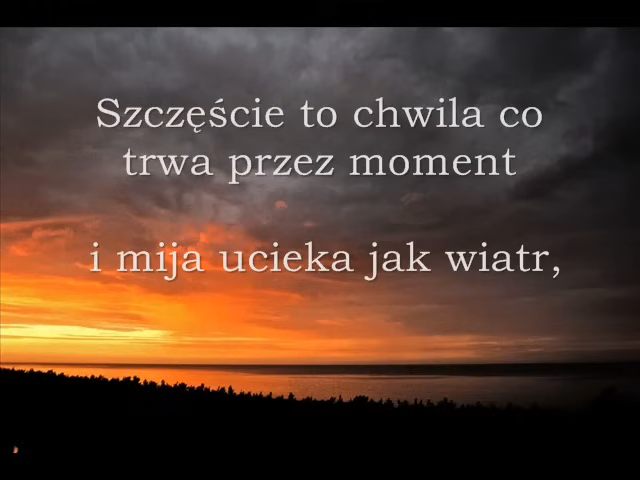 Szczęście to chwila co
trwa przez moment
i mija ucieka jak wiatr,